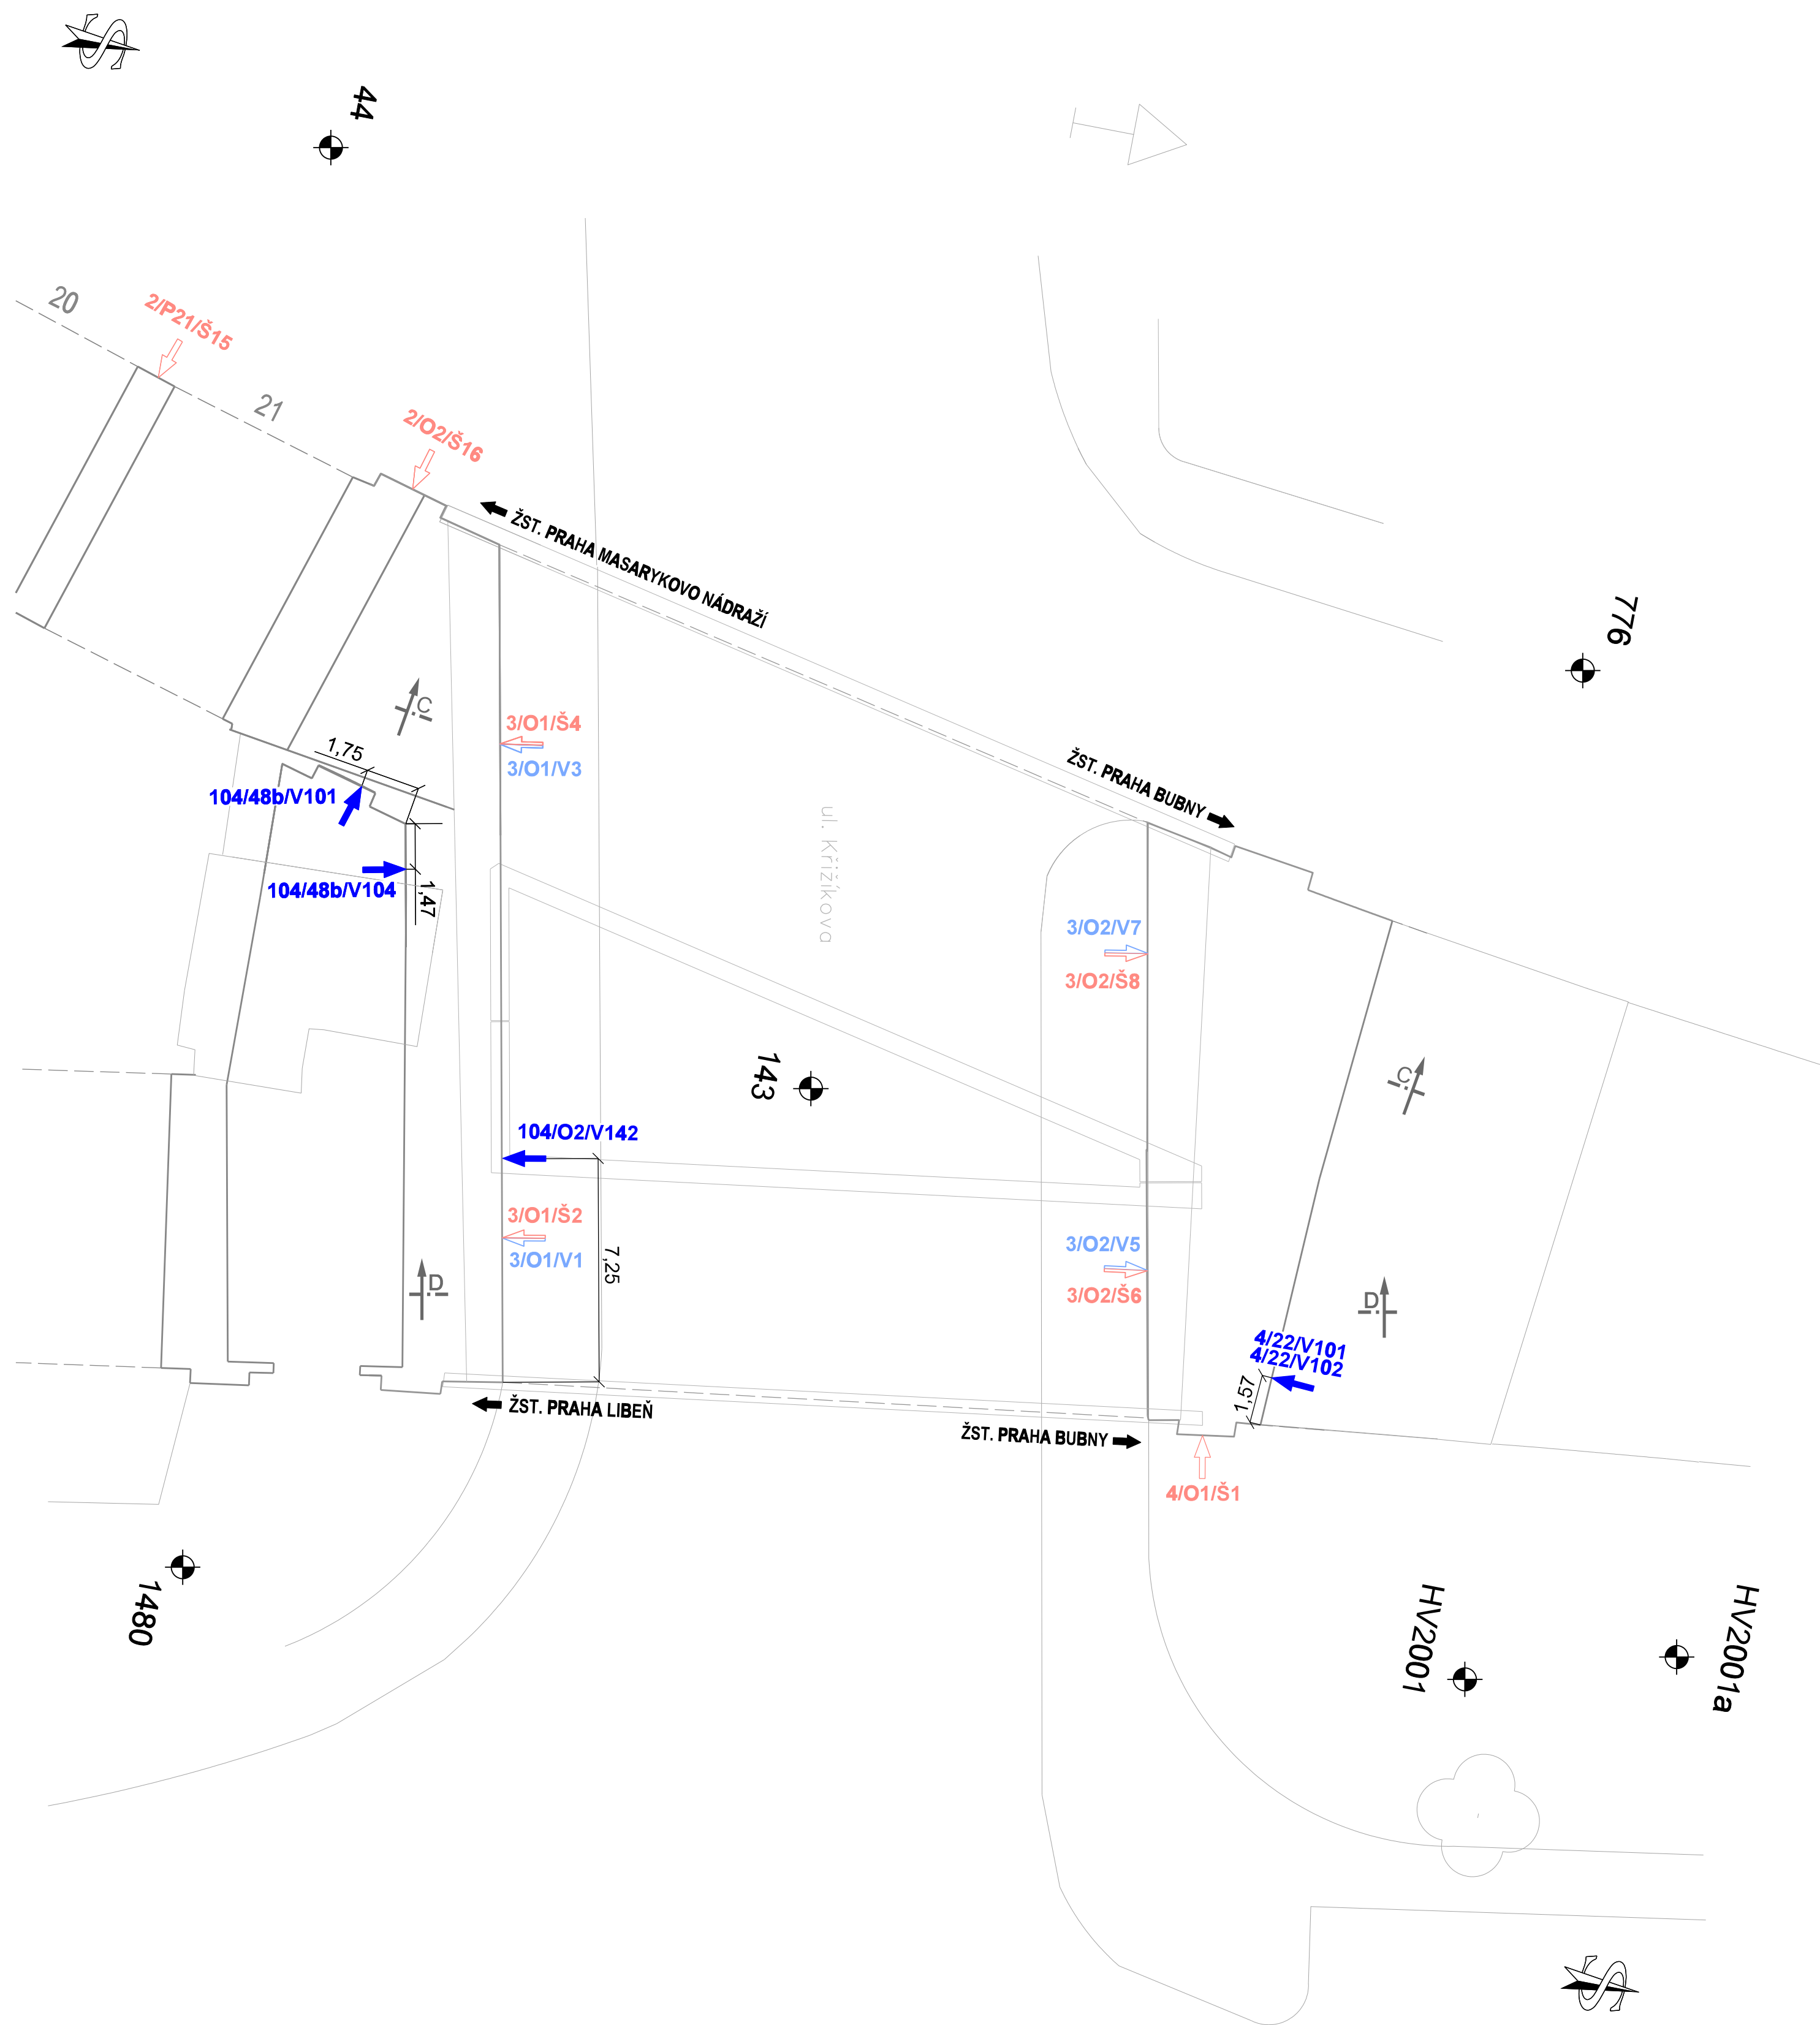 44
20
2/P21/Š15
21
2/O2/Š16
ŽST. PRAHA MASARYKOVO NÁDRAŽÍ
776
C
3/O1/Š4
1,75
3/O1/V3
ŽST. PRAHA BUBNY
104/48b/V101
ul. Křižíkova
104/48b/V104
1,47
3/O2/V7
3/O2/Š8
143
C
104/O2/V142
3/O1/Š2
3/O1/V1
7,25
3/O2/V5
3/O2/Š6
D
D
4/22/V101
4/22/V102
1,57
ŽST. PRAHA LIBEŇ
ŽST. PRAHA BUBNY
4/O1/Š1
1480
HV2001
HV2001a
S
S